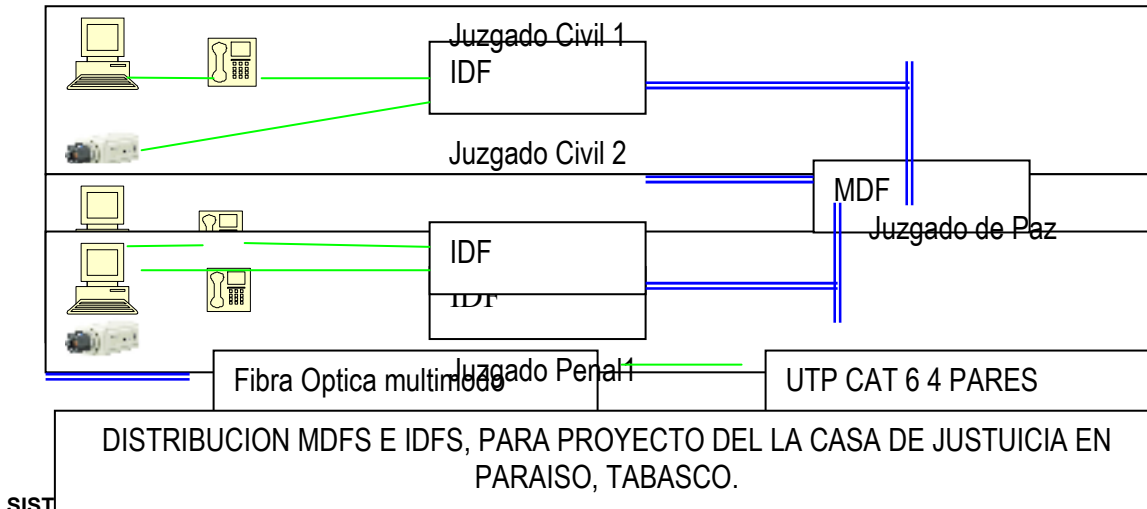 Juzgado Civil 1
IDF
Juzgado Civil 2
MDF
Juzgado de Paz
IDF
IDF
Juzgado Penal1
Fibra Optica multimodo
UTP CAT 6 4 PARES
DISTRIBUCION MDFS E IDFS, PARA PROYECTO DEL LA CASA DE JUSTUICIA EN
PARAISO, TABASCO.
SIST